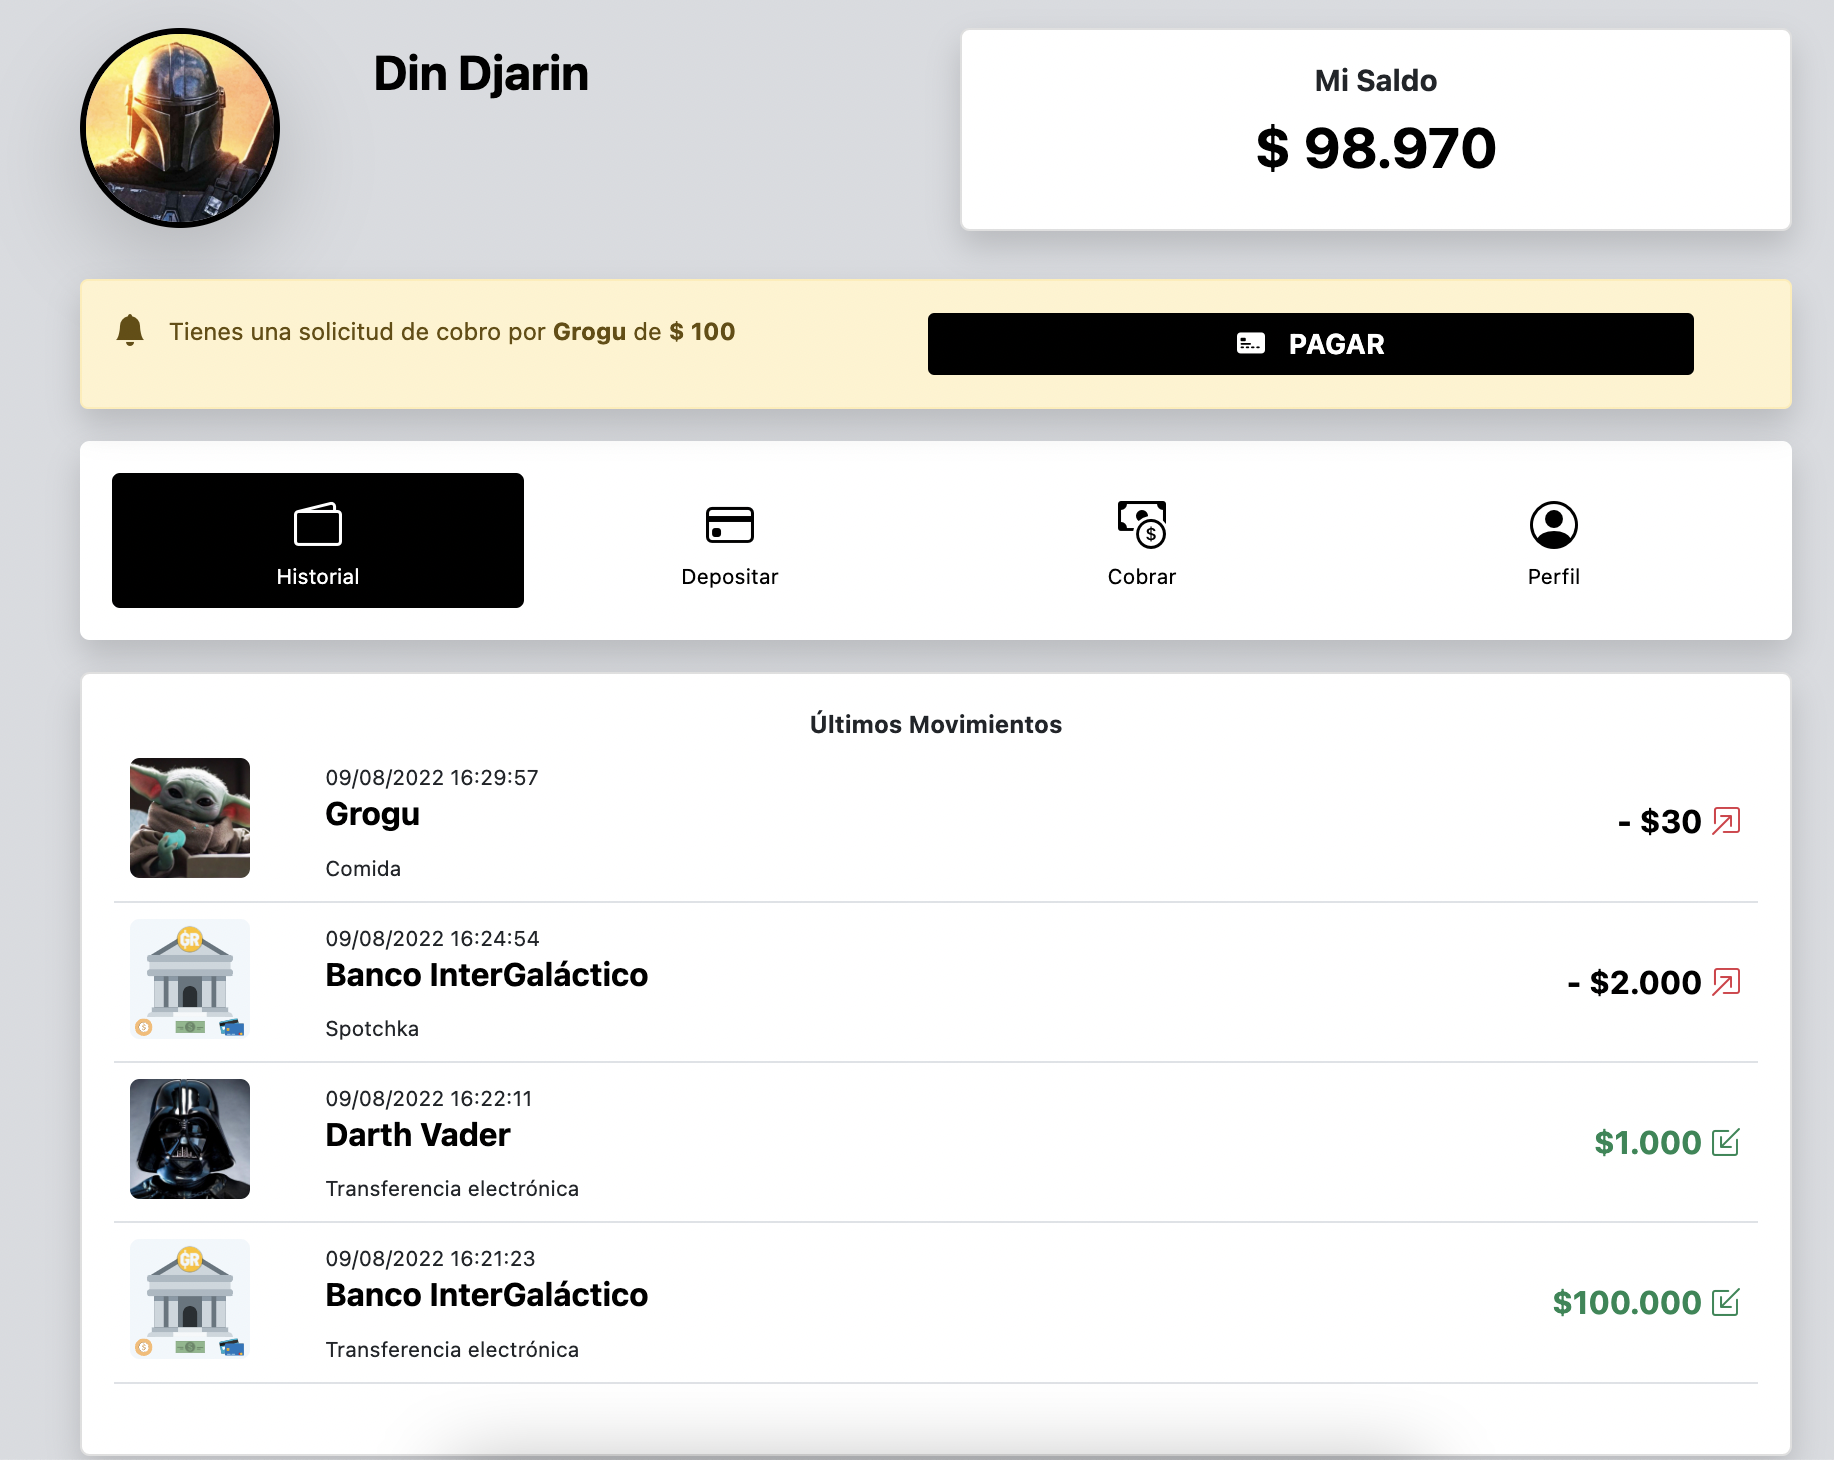 Din Djarin
Mi Saldo
$ 98.970
Tienes una solicitud de cobro por Grogu de $ 100
PAGAR
Historial
Depositar
Cobrar
Perfil
Últimos Movimientos
09/08/2022 16:29:57
Grogu
- $30
Comida
09/08/2022 16:24:54
Banco InterGaláctico
- $2.000
Spotchka
09/08/2022 16:22:11
Darth Vader
$1.000
Transferencia electrónica
09/08/2022 16:21:23
Banco InterGaláctico
$100.000
Transferencia electrónica